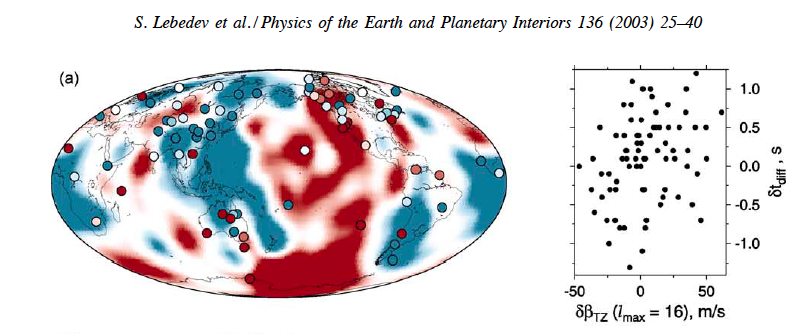 S. Lebedev et al. / Physics of the Earth and Planetary Interiors 136 (2003) 25–40
(a)
1.0
0.5
0.0
-0.5
-1.0
δt_diff , s
-50 0 50
δβ_TZ (l_max = 16), m/s